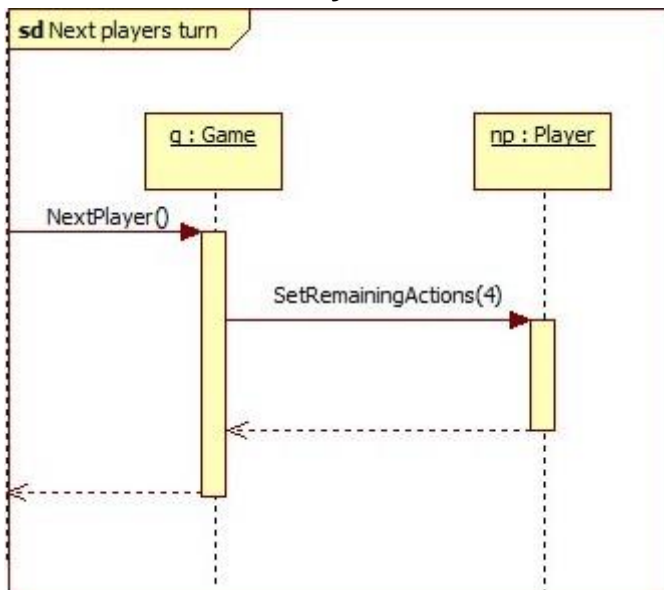 sd Next players turn
g : Game
np : Player
NextPlayer()
SetRemainingActions(4)